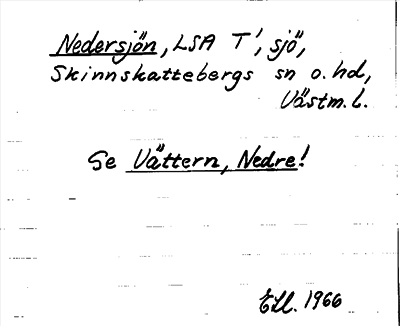 Nedersjön, LSA T', sjö,
Skinnskattebergs sn o. hd,
Västm. l.
Se Vättern, Nedre!
Ell. 1966